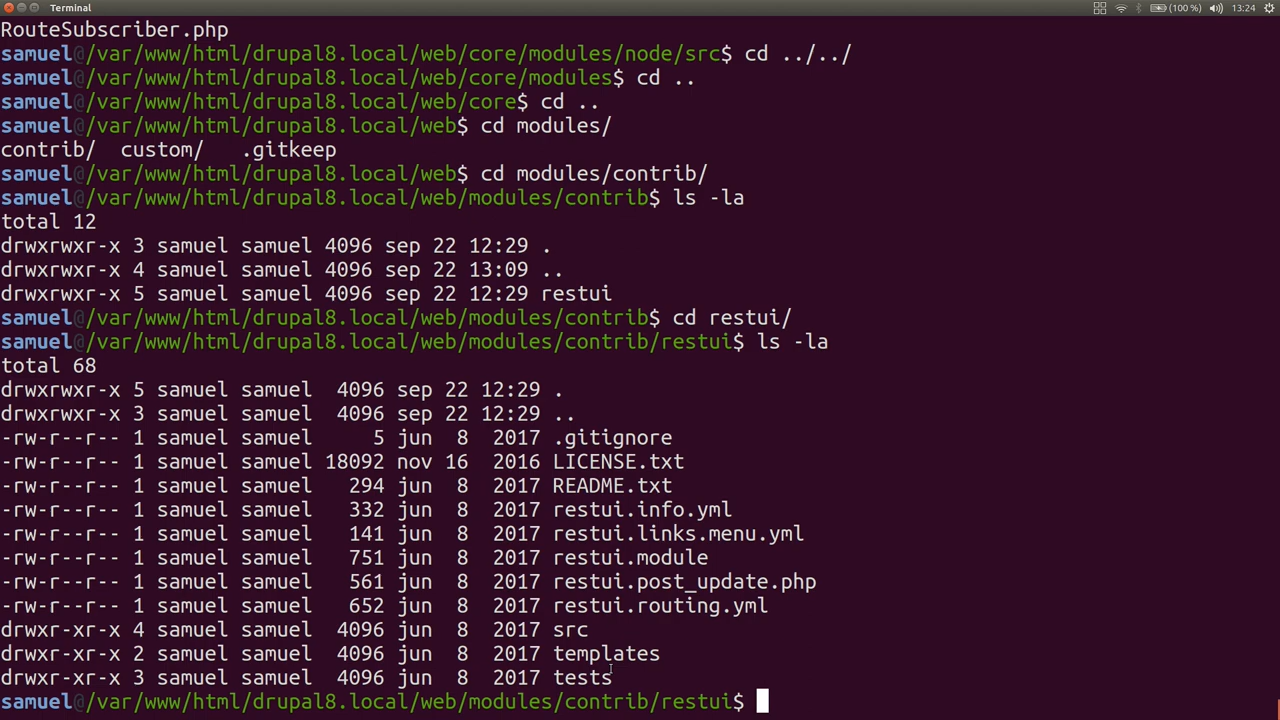 Terminal (100 %) 13:24
RouteSubscriber.php
samuel@/var/www/html/drupal8.local/web/core/modules/node/src$ cd ../../
samuel@/var/www/html/drupal8.local/web/core/modules$ cd ..
samuel@/var/www/html/drupal8.local/web/core$ cd ..
samuel@/var/www/html/drupal8.local/web$ cd modules/
contrib/  custom/   .gitkeep
samuel@/var/www/html/drupal8.local/web$ cd modules/contrib/
samuel@/var/www/html/drupal8.local/web/modules/contrib$ ls -la
total 12
drwxrwxr-x 3 samuel samuel 4096 sep 22 12:29 .
drwxrwxr-x 4 samuel samuel 4096 sep 22 13:09 ..
drwxrwxr-x 5 samuel samuel 4096 sep 22 12:29 restui
samuel@/var/www/html/drupal8.local/web/modules/contrib$ cd restui/
samuel@/var/www/html/drupal8.local/web/modules/contrib/restui$ ls -la
total 68
drwxrwxr-x 5 samuel samuel  4096 sep 22 12:29 .
drwxrwxr-x 3 samuel samuel  4096 sep 22 12:29 ..
-rw-r--r-- 1 samuel samuel     5 jun  8  2017 .gitignore
-rw-r--r-- 1 samuel samuel 18092 nov 16  2016 LICENSE.txt
-rw-r--r-- 1 samuel samuel   294 jun  8  2017 README.txt
-rw-r--r-- 1 samuel samuel   332 jun  8  2017 restui.info.yml
-rw-r--r-- 1 samuel samuel   141 jun  8  2017 restui.links.menu.yml
-rw-r--r-- 1 samuel samuel   751 jun  8  2017 restui.module
-rw-r--r-- 1 samuel samuel   561 jun  8  2017 restui.post_update.php
-rw-r--r-- 1 samuel samuel   652 jun  8  2017 restui.routing.yml
drwxr-xr-x 4 samuel samuel  4096 jun  8  2017 src
drwxr-xr-x 2 samuel samuel  4096 jun  8  2017 templates
drwxr-xr-x 3 samuel samuel  4096 jun  8  2017 tests
samuel@/var/www/html/drupal8.local/web/modules/contrib/restui$